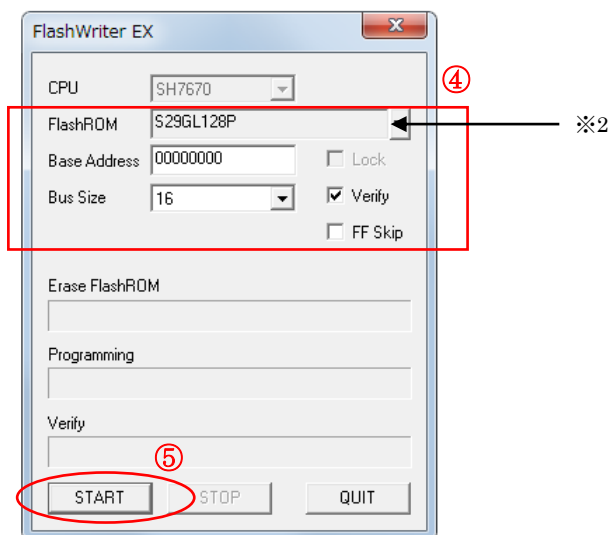 FlashWriter EX
CPU SH7670
④
FlashROM S29GL128P
※2
Base Address 00000000 Lock
Bus Size 16 Verify
FF Skip
Erase FlashROM
Programming
Verify
⑤
START STOP QUIT